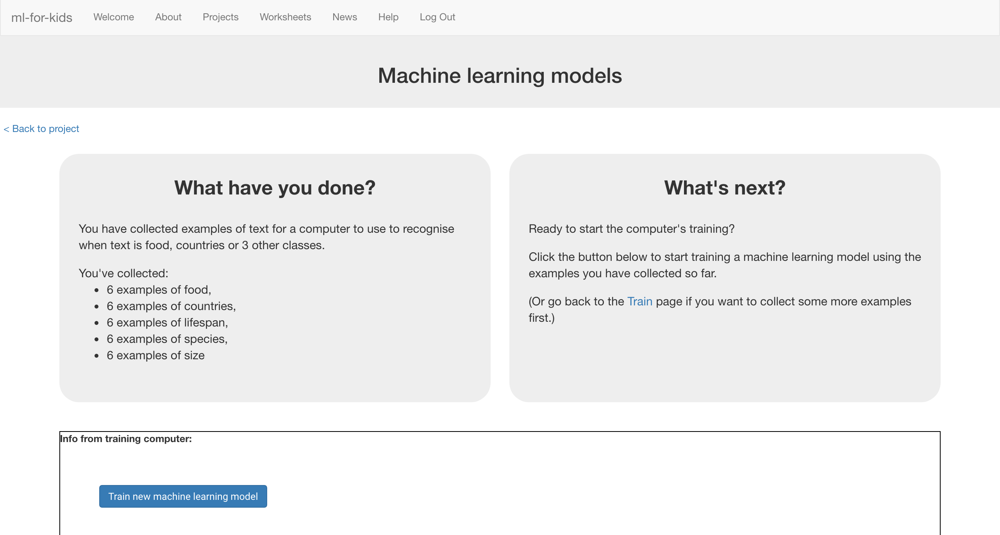 ml-for-kids Welcome About Projects Worksheets News Help Log Out
Machine learning models
< Back to project
What have you done?
You have collected examples of text for a computer to use to recognise
when text is food, countries or 3 other classes.
You've collected:
• 6 examples of food,
• 6 examples of countries,
• 6 examples of lifespan,
• 6 examples of species,
• 6 examples of size
What's next?
Ready to start the computer's training?
Click the button below to start training a machine learning model using the
examples you have collected so far.
(Or go back to the Train page if you want to collect some more examples
first.)
Info from training computer:
Train new machine learning model